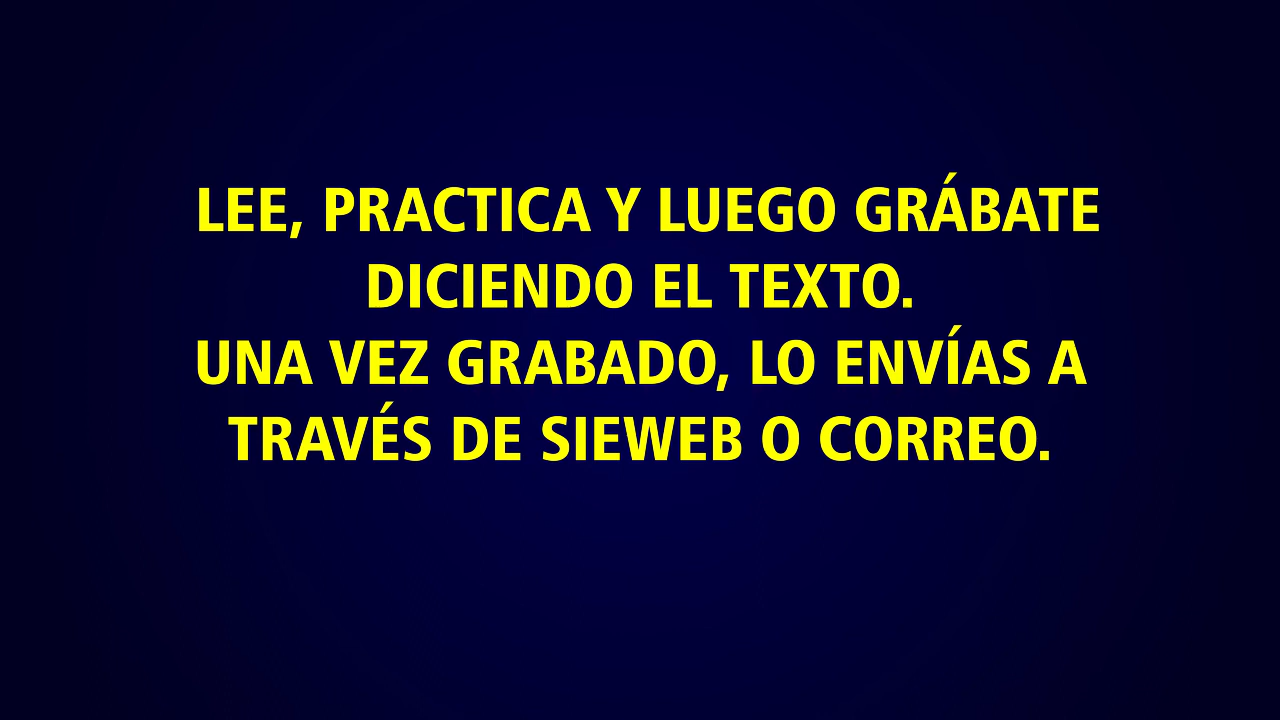 LEE, PRACTICA Y LUEGO GRÁBATE
DICIENDO EL TEXTO.
UNA VEZ GRABADO, LO ENVÍAS A
TRAVÉS DE SIEWEB O CORREO.